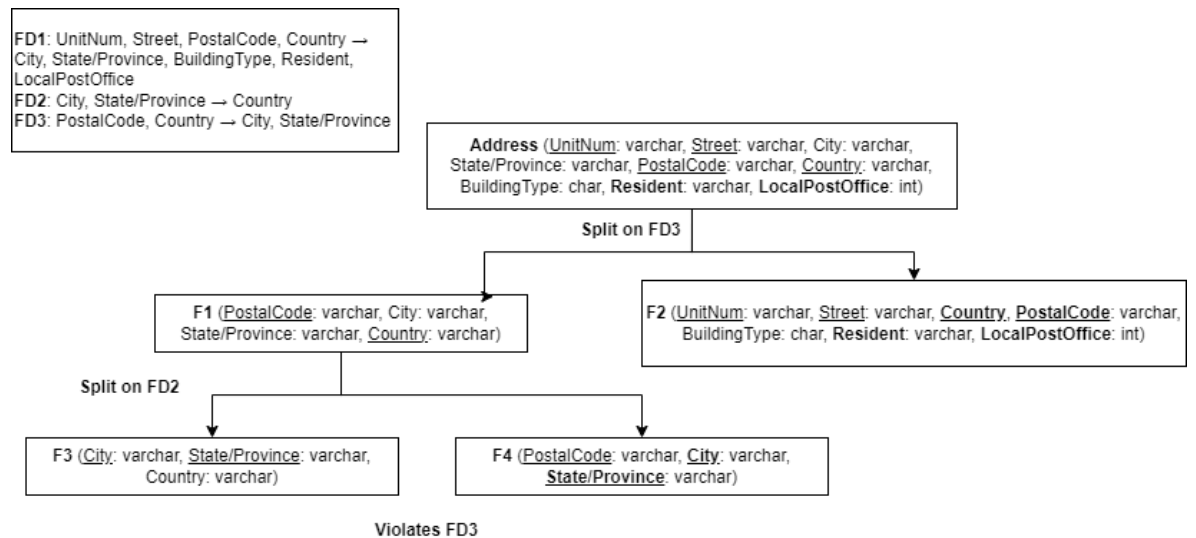 FD1: UnitNum, Street, PostalCode, Country →
City, State/Province, BuildingType, Resident,
LocalPostOffice
FD2: City, State/Province → Country
FD3: PostalCode, Country → City, State/Province
Address (UnitNum: varchar, Street: varchar, City: varchar,
State/Province: varchar, PostalCode: varchar, Country: varchar,
BuildingType: char, Resident: varchar, LocalPostOffice: int)
Split on FD3
F1 (PostalCode: varchar, City: varchar,
State/Province: varchar, Country: varchar)
F2 (UnitNum: varchar, Street: varchar, Country, PostalCode: varchar,
BuildingType: char, Resident: varchar, LocalPostOffice: int)
Split on FD2
F3 (City: varchar, State/Province: varchar,
Country: varchar)
F4 (PostalCode: varchar, City: varchar,
State/Province: varchar)
Violates FD3